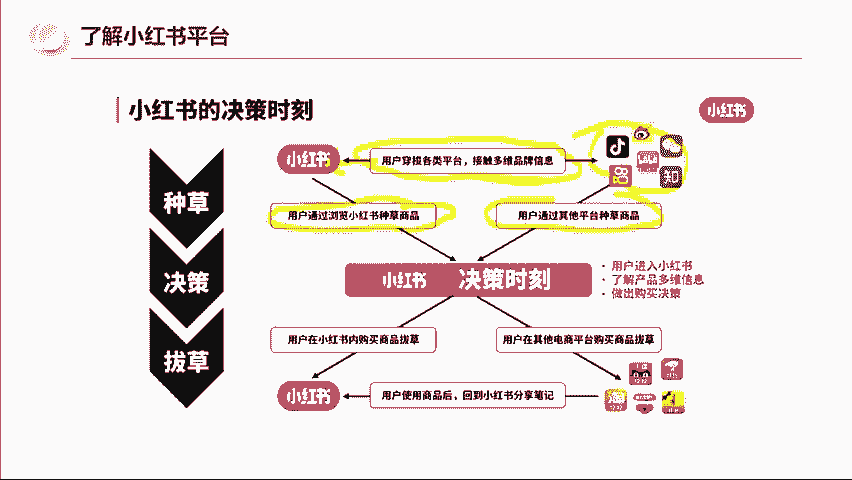 了解小红书平台
小红书的决策时刻
小红书
种草
决策
拔草
小红书
用户穿梭各类平台，接触多维品牌信息
知
用户通过浏览小红书种草商品
用户通过其他平台种草商品
小红书 决策时刻
· 用户进入小红书
· 了解产品多维信息
· 做出购买决策
用户在小红书内购买商品拔草
用户在其他电商平台购买商品拔草
小红书
用户使用商品后，回到小红书分享笔记